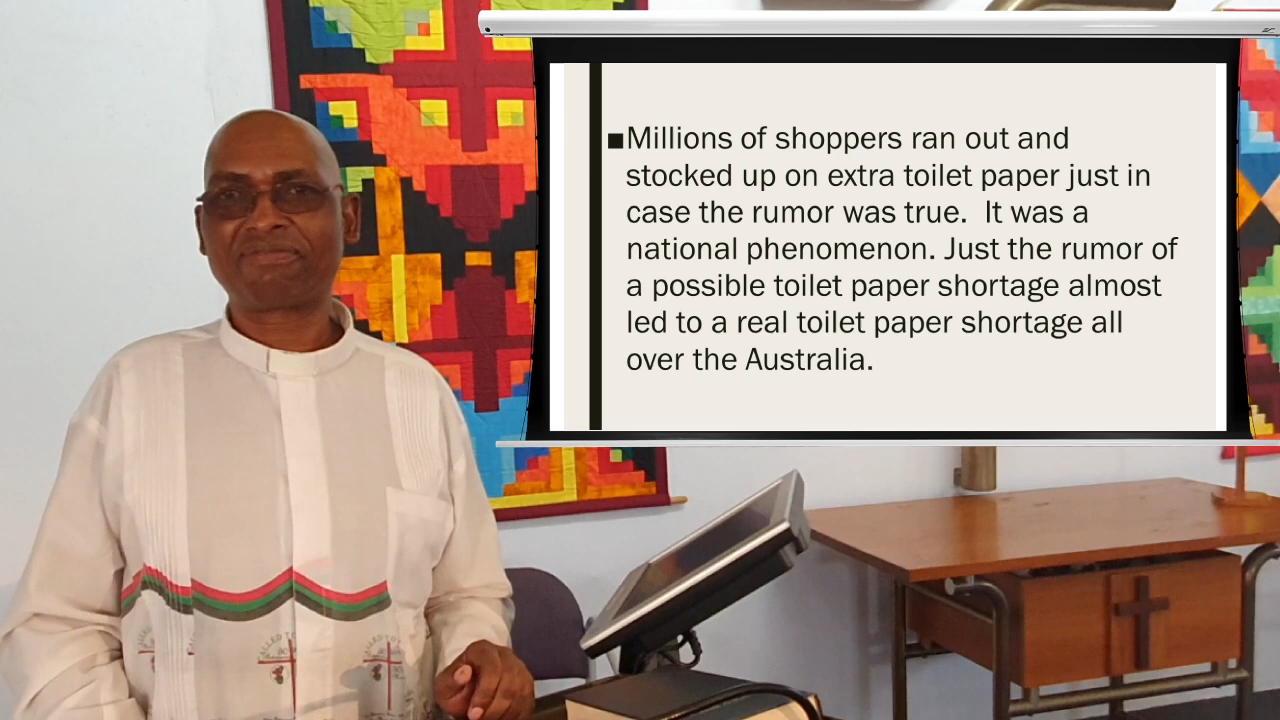 ■Millions of shoppers ran out and
stocked up on extra toilet paper just in
case the rumor was true.  It was a
national phenomenon. Just the rumor of
a possible toilet paper shortage almost
led to a real toilet paper shortage all
over the Australia.